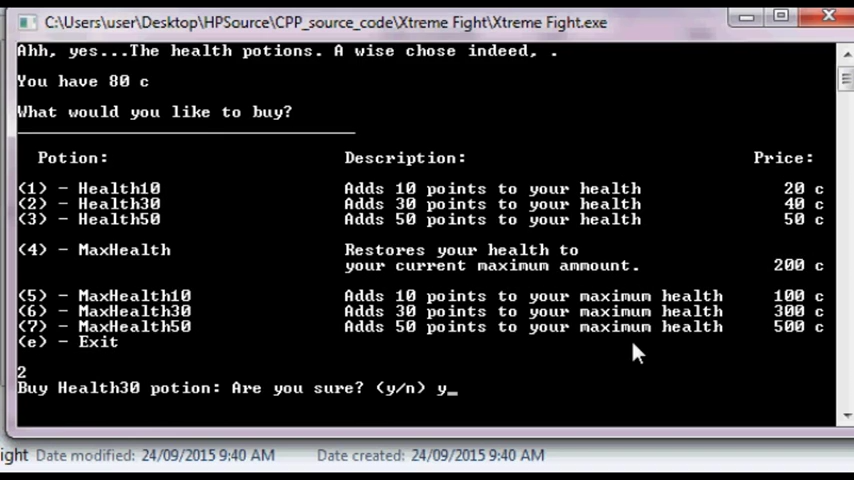 C:\Users\user\Desktop\HPSource\CPP_source_code\Xtreme Fight\Xtreme Fight.exe
Ahh, yes...The health potions. A wise chose indeed, .
You have 80 c
What would you like to buy?
Potion: Description: Price:
(1) - Health10 Adds 10 points to your health 20 c
(2) - Health30 Adds 30 points to your health 40 c
(3) - Health50 Adds 50 points to your health 50 c
(4) - MaxHealth Restores your health to
your current maximum ammount. 200 c
(5) - MaxHealth10 Adds 10 points to your maximum health 100 c
(6) - MaxHealth30 Adds 30 points to your maximum health 300 c
(7) - MaxHealth50 Adds 50 points to your maximum health 500 c
(e) - Exit
2
Buy Health30 potion: Are you sure? (y/n) y_
ight Date modified: 24/09/2015 9:40 AM Date created: 24/09/2015 9:40 AM